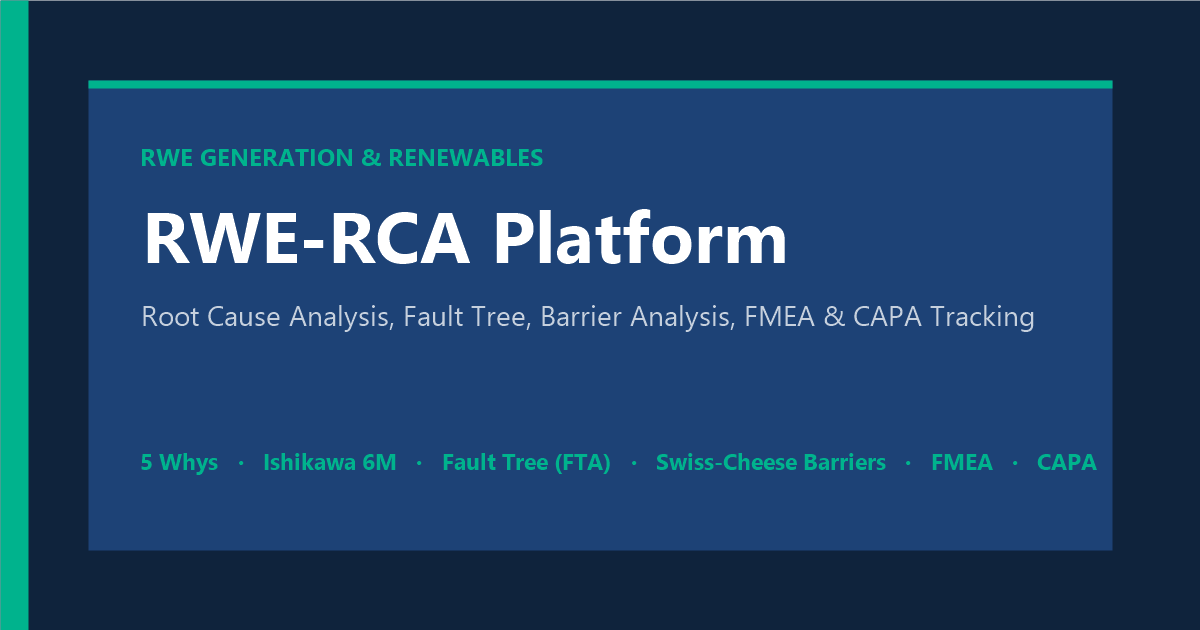 RWE GENERATION & RENEWABLES
RWE-RCA Platform
Root Cause Analysis, Fault Tree, Barrier Analysis, FMEA & CAPA Tracking
5 Whys · Ishikawa 6M · Fault Tree (FTA) · Swiss-Cheese Barriers · FMEA · CAPA